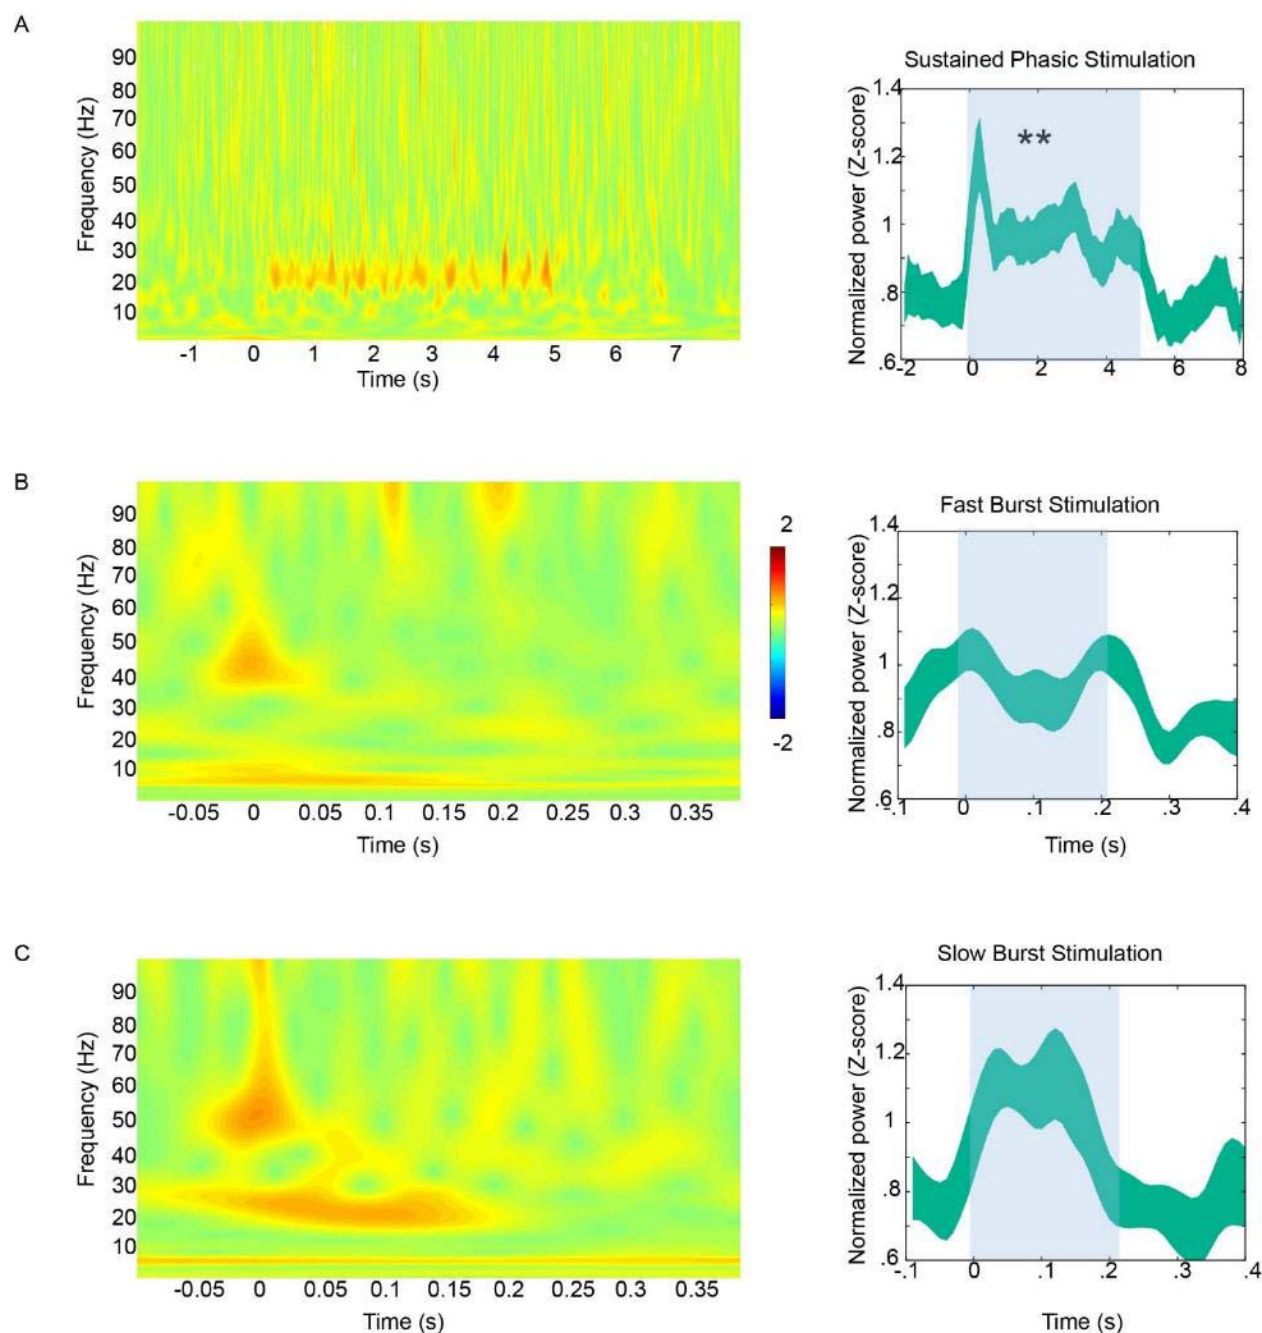 A
Sustained Phasic Stimulation
Frequency (Hz)
90
80
70
60
50
40
30
20
10
-1 0 1 2 3 4 5 6 7
Time (s)
Normalized power (Z-score)
1.4
1.2
1
.8
.6
**
-2 0 2 4 6 8
B
Fast Burst Stimulation
Frequency (Hz)
90
80
70
60
50
40
30
20
10
-0.05 0 0.05 0.1 0.15 0.2 0.25 0.3 0.35
Time (s)
2
-2
Normalized power (Z-score)
1.4
1.2
1
.8
.6
-.1 0 .1 .2 .3 .4
Time (s)
C
Slow Burst Stimulation
Frequency (Hz)
90
80
70
60
50
40
30
20
10
-0.05 0 0.05 0.1 0.15 0.2 0.25 0.3 0.35
Time (s)
Normalized power (Z-score)
1.4
1.2
1
.8
.6
-.1 0 .1 .2 .3 .4
Time (s)